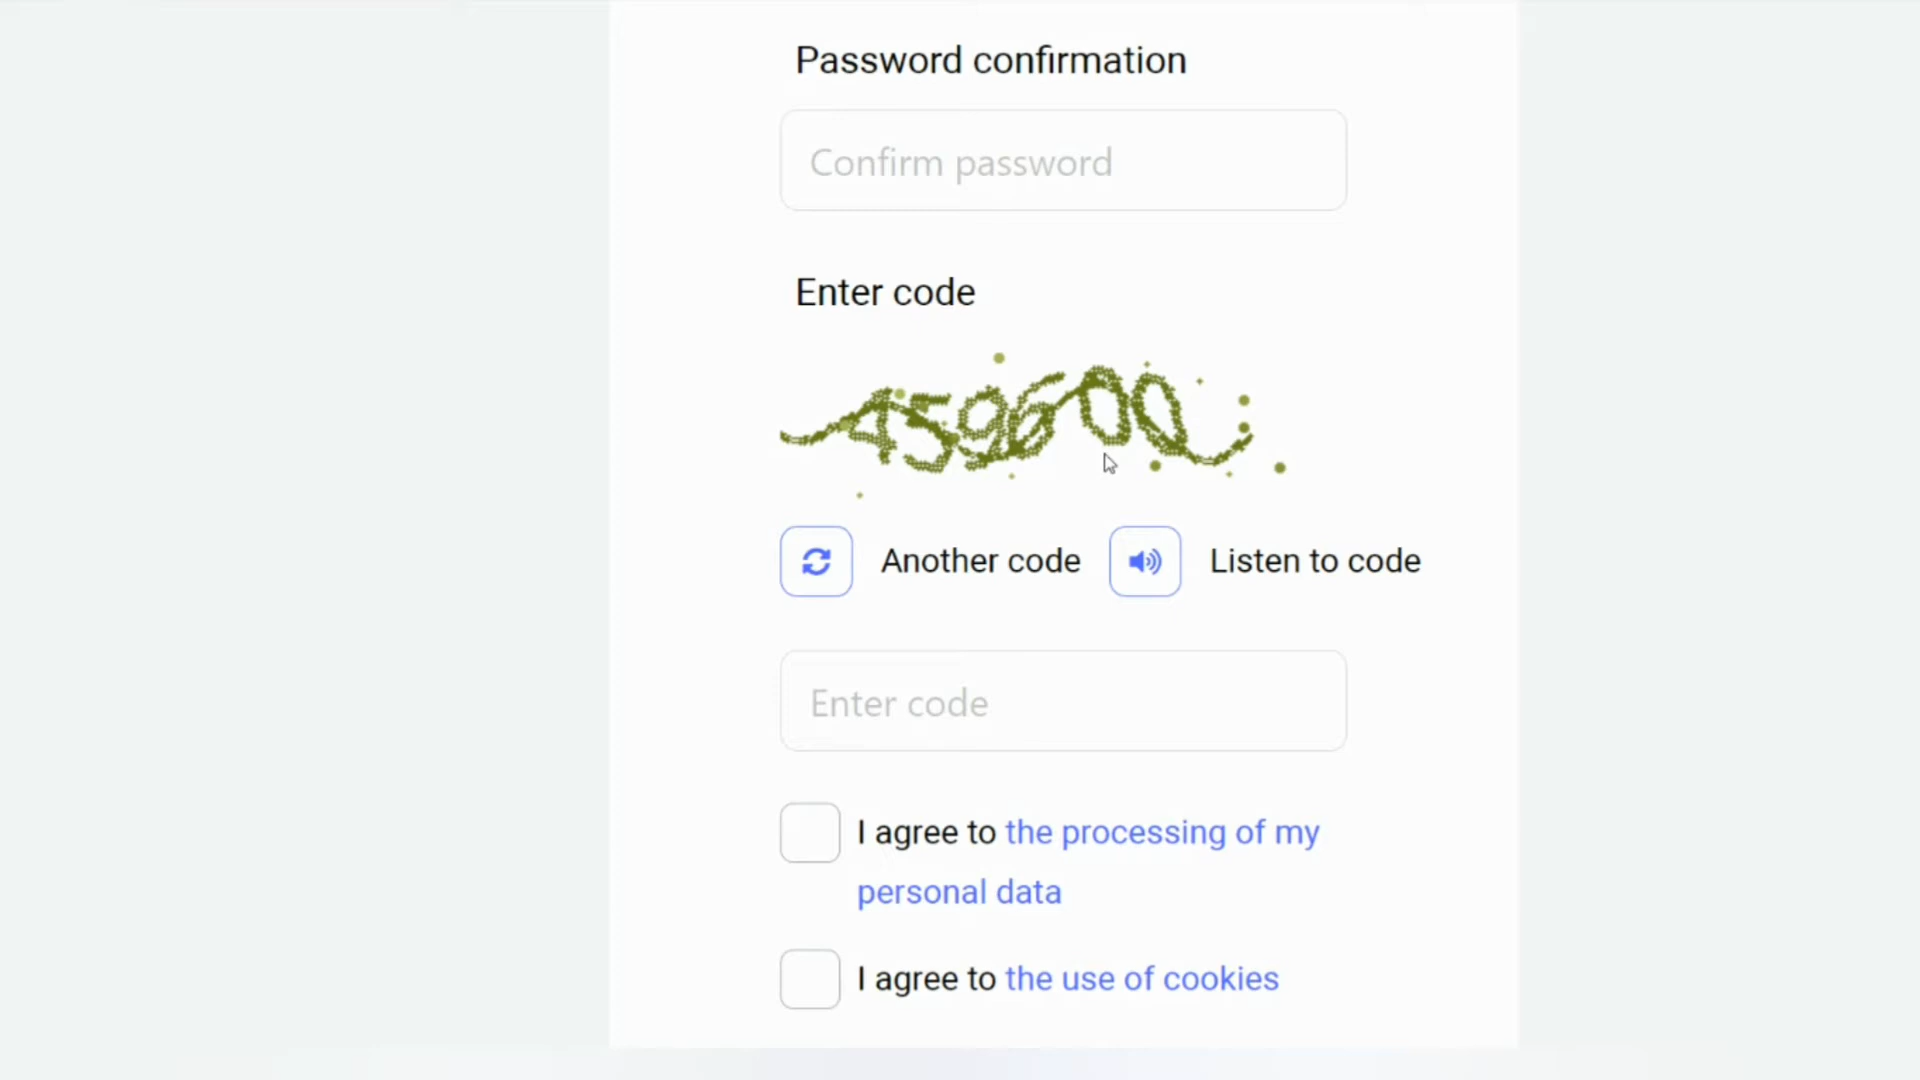 Password confirmation
Confirm password
Enter code
459600
Another code
Listen to code
Enter code
I agree to the processing of my
personal data
I agree to the use of cookies